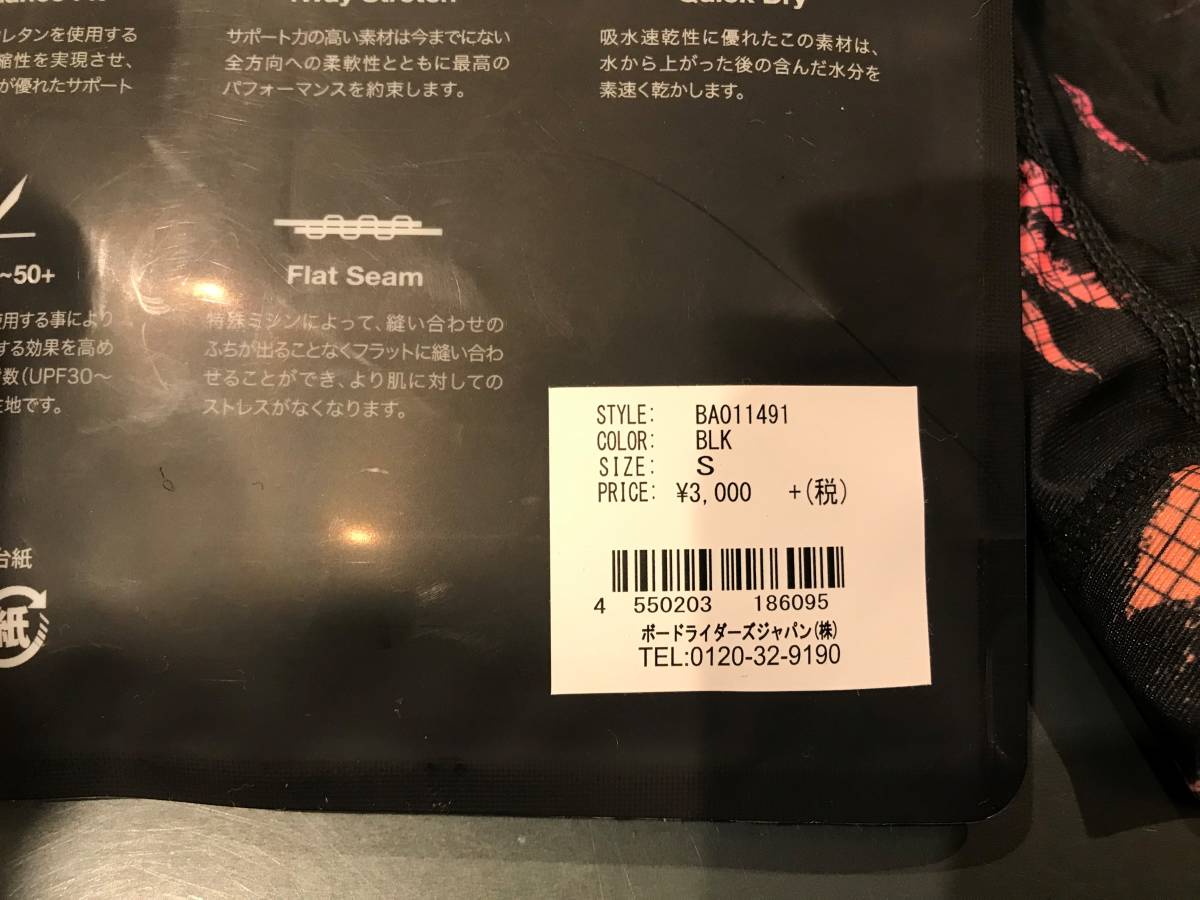 Quick Dry
レタンを使用する
縮性を実現させ、
が優れたサポート
サポート力の高い素材は今までにない
全方向への柔軟性とともに最高の
パフォーマンスを約束します。
吸水速乾性に優れたこの素材は、
水から上がった後の含んだ水分を
素速く乾かします。
~50+
使用する事により
する効果を高め
数(UPF30～
生地です。
Flat Seam
特殊ミシンによって、縫い合わせの
ふちが出ることなくフラットに縫い合わ
せることができ、より肌に対しての
ストレスがなくなります。
台紙
紙
STYLE: BA011491
COLOR: BLK
SIZE: S
PRICE: ¥3,000 +(税)
4 550203 186095
ボードライダーズジャパン(株)
TEL:0120-32-9190